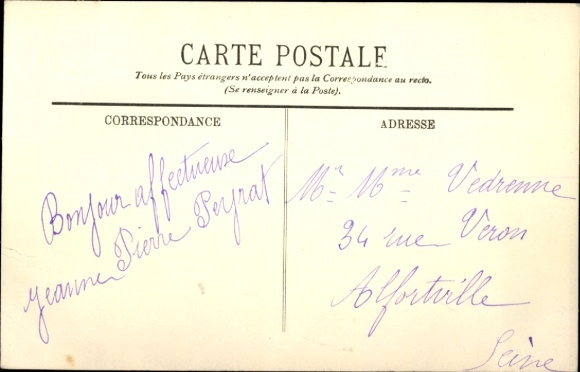 CARTE POSTALE
Tous les Pays étrangers n'acceptent pas la Correspondance au recto.
(Se renseigner à la Poste).
CORRESPONDANCE
Bonjour affectueuse
Jeanne Pierre Peyrat
ADRESSE
Mr Mme Vedrenne
34 rue Véron
Alfortville
Seine